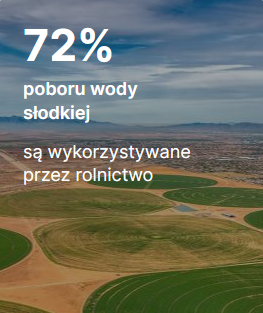 72%
poboru wody
słodkiej
są wykorzystywane
przez rolnictwo